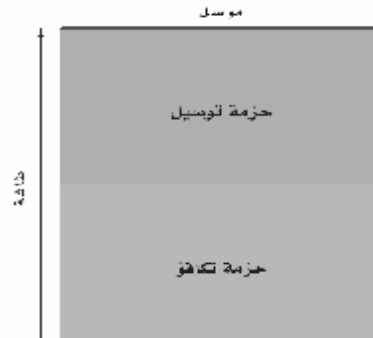 موصل
حزمة توصيل
طاقة
حزمة تكافؤ